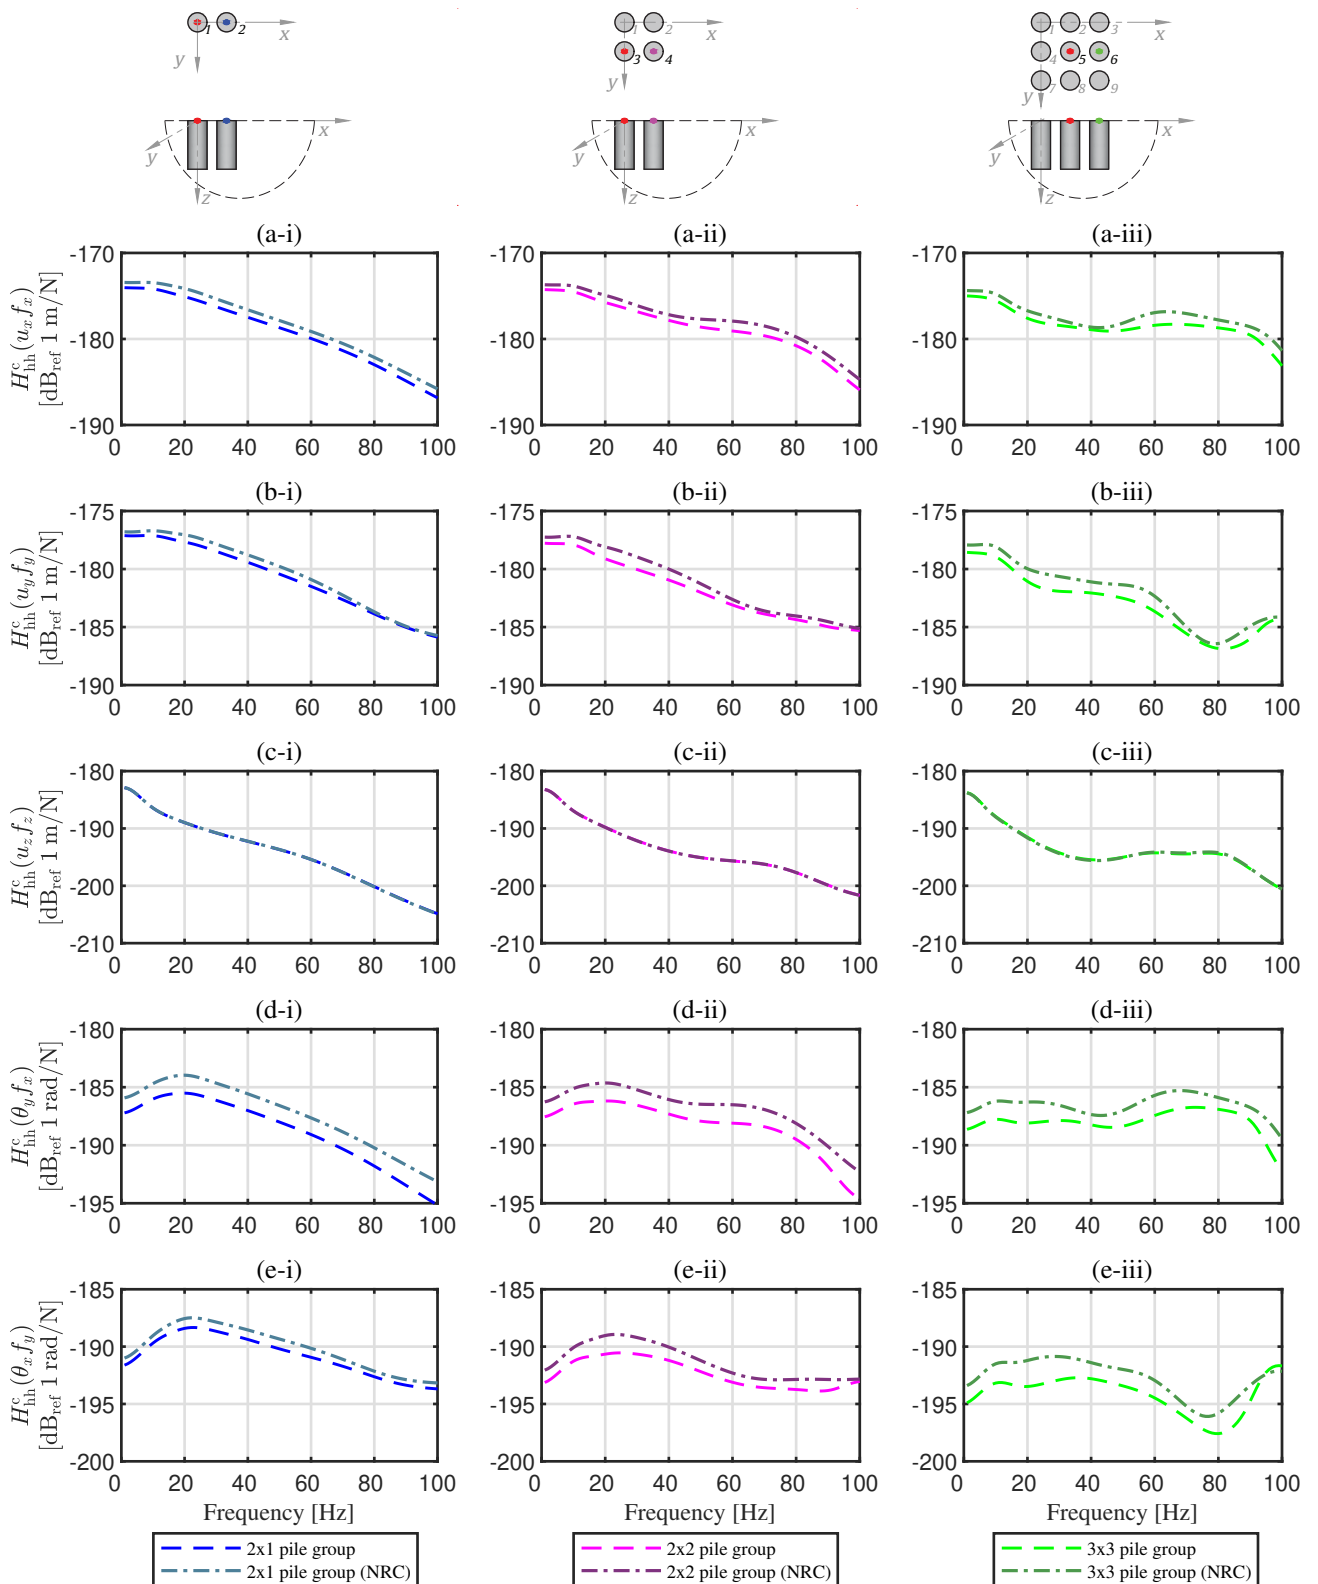 1 2 x
y
x
y
z
1 2 x
3 4
y
x
y
z
1 2 3 x
4 5 6
7 8 9
y
x
y
z
(a-i) (a-ii) (a-iii)
H^c_hh(u_x f_x)
[dB_ref 1 m/N]
-170 -170 -170
-180 -180 -180
-190 -190 -190
0 20 40 60 80 100 0 20 40 60 80 100 0 20 40 60 80 100
(b-i) (b-ii) (b-iii)
H^c_hh(u_y f_y)
[dB_ref 1 m/N]
-175 -175 -175
-180 -180 -180
-185 -185 -185
-190 -190 -190
0 20 40 60 80 100 0 20 40 60 80 100 0 20 40 60 80 100
(c-i) (c-ii) (c-iii)
H^c_hh(u_z f_z)
[dB_ref 1 m/N]
-180 -180 -180
-190 -190 -190
-200 -200 -200
-210 -210 -210
0 20 40 60 80 100 0 20 40 60 80 100 0 20 40 60 80 100
(d-i) (d-ii) (d-iii)
H^c_hh(θ_y f_x)
[dB_ref 1 rad/N]
-180 -180 -180
-185 -185 -185
-190 -190 -190
-195 -195 -195
0 20 40 60 80 100 0 20 40 60 80 100 0 20 40 60 80 100
(e-i) (e-ii) (e-iii)
H^c_hh(θ_x f_y)
[dB_ref 1 rad/N]
-185 -185 -185
-190 -190 -190
-195 -195 -195
-200 -200 -200
0 20 40 60 80 100 0 20 40 60 80 100 0 20 40 60 80 100
Frequency [Hz] Frequency [Hz] Frequency [Hz]
2x1 pile group
2x1 pile group (NRC)
2x2 pile group
2x2 pile group (NRC)
3x3 pile group
3x3 pile group (NRC)